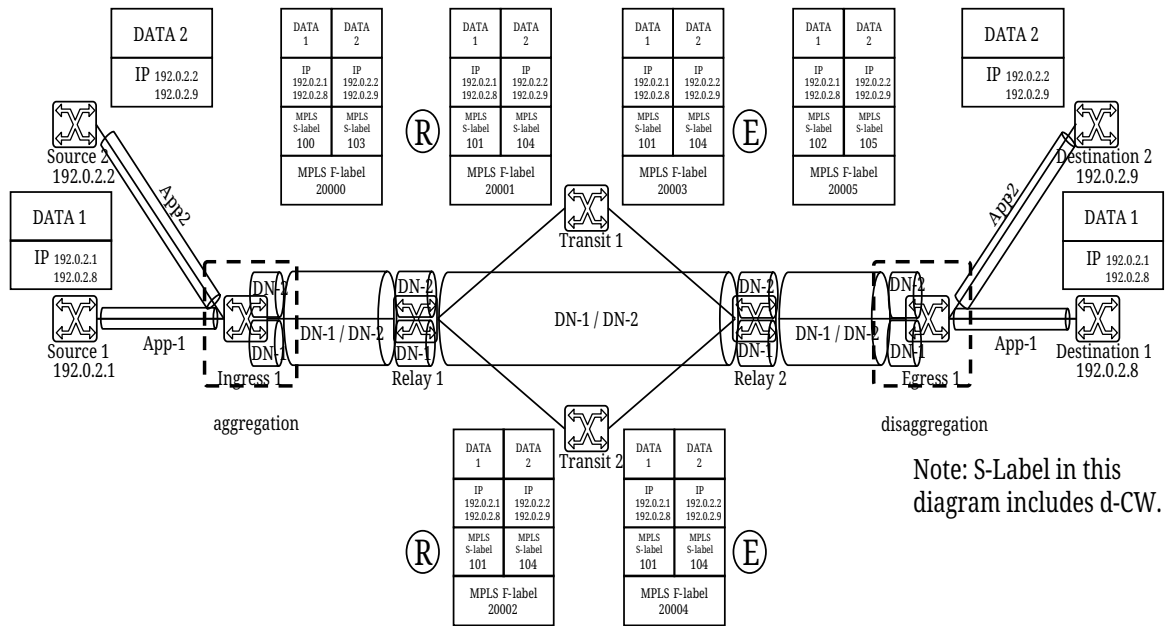 DATA 2
IP 192.0.2.2
192.0.2.9
DATA
1
DATA
2
IP
192.0.2.1
192.0.2.8
IP
192.0.2.2
192.0.2.9
MPLS
S-label
100
MPLS
S-label
103
MPLS F-label
20000
R
DATA
1
DATA
2
IP
192.0.2.1
192.0.2.8
IP
192.0.2.2
192.0.2.9
MPLS
S-label
101
MPLS
S-label
104
MPLS F-label
20001
DATA
1
DATA
2
IP
192.0.2.1
192.0.2.8
IP
192.0.2.2
192.0.2.9
MPLS
S-label
101
MPLS
S-label
104
MPLS F-label
20003
E
DATA
1
DATA
2
IP
192.0.2.1
192.0.2.8
IP
192.0.2.2
192.0.2.9
MPLS
S-label
102
MPLS
S-label
105
MPLS F-label
20005
DATA 2
IP 192.0.2.2
192.0.2.9
Source 2
192.0.2.2
App2
Destination 2
192.0.2.9
App2
DATA 1
IP 192.0.2.1
192.0.2.8
DATA 1
IP 192.0.2.1
192.0.2.8
Transit 1
Source 1
192.0.2.1
App-1
DN-2
DN-1
Ingress 1
aggregation
DN-1 / DN-2
DN-2
DN-1
Relay 1
DN-1 / DN-2
DN-2
DN-1
Relay 2
DN-1 / DN-2
DN-2
DN-1
Egress 1
disaggregation
App-1
Destination 1
192.0.2.8
Transit 2
R
DATA
1
DATA
2
IP
192.0.2.1
192.0.2.8
IP
192.0.2.2
192.0.2.9
MPLS
S-label
101
MPLS
S-label
104
MPLS F-label
20002
DATA
1
DATA
2
IP
192.0.2.1
192.0.2.8
IP
192.0.2.2
192.0.2.9
MPLS
S-label
101
MPLS
S-label
104
MPLS F-label
20004
E
Note: S-Label in this
diagram includes d-CW.